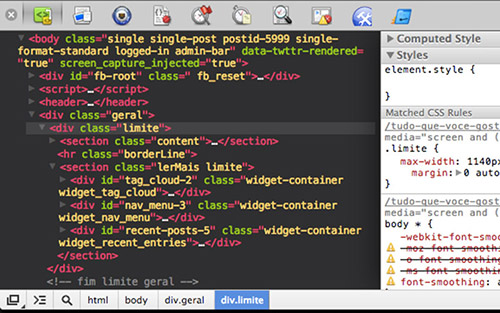 <body class="single single-post postid-5999 single-
format-standard logged-in admin-bar" data-twttr-rendered=
"true" screen_capture_injected="true">
▶<div id="fb-root" class=" fb_reset">…</div>
▶<script>…</script>
▶<header>…</header>
▼<div class="geral">
▼<div class="limite">
▶<section class="content">…</section>
<hr class="borderLine">
▼<section class="lerMais limite">
▶<div id="tag_cloud-2" class="widget-container
widget_tag_cloud">…</div>
▶<div id="nav_menu-3" class="widget-container
widget_nav_menu">…</div>
▶<div id="recent-posts-5" class="widget-container
widget_recent_entries">…</div>
</section>
</div>
<!-- fim limite geral -->
html body div.geral div.limite
▶ Computed Style
▼ Styles
element.style {
}
Matched CSS Rules
/tudo-que-voce-gost
media="screen and (
.limite {
max-width: 1140px
margin:▶0 auto
}
/tudo-que-voce-gost
media="screen and (
body * {
-webkit-font-smoo
-moz-font-smoothi
-o-font-smoothing
-ms-font-smoothin
font-smoothing: a